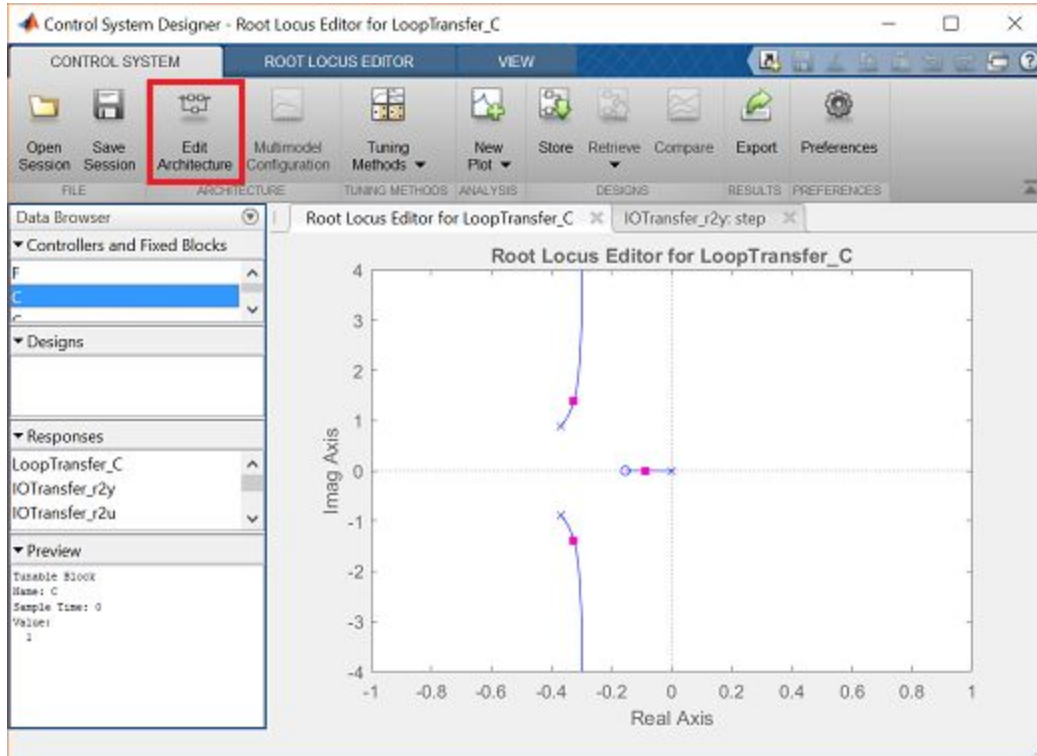 Control System Designer - Root Locus Editor for LoopTransfer_C
CONTROL SYSTEM ROOT LOCUS EDITOR VIEW
Open Session
Save Session
Edit Architecture
Multimodel Configuration
Tuning Methods
New Plot
Store
Retrieve
Compare
Export
Preferences
FILE ARCHITECTURE TUNING METHODS ANALYSIS DESIGNS RESULTS PREFERENCES
Data Browser
Controllers and Fixed Blocks
F
C
Designs
Responses
LoopTransfer_C
IOTransfer_r2y
IOTransfer_r2u
Preview
Tunable Block
Name: C
Sample Time: 0
Value:
1
Root Locus Editor for LoopTransfer_C
IOTransfer_r2y: step
Root Locus Editor for LoopTransfer_C
4
3
2
1
0
-1
-2
-3
-4
Imag Axis
-1 -0.8 -0.6 -0.4 -0.2 0 0.2 0.4 0.6 0.8 1
Real Axis